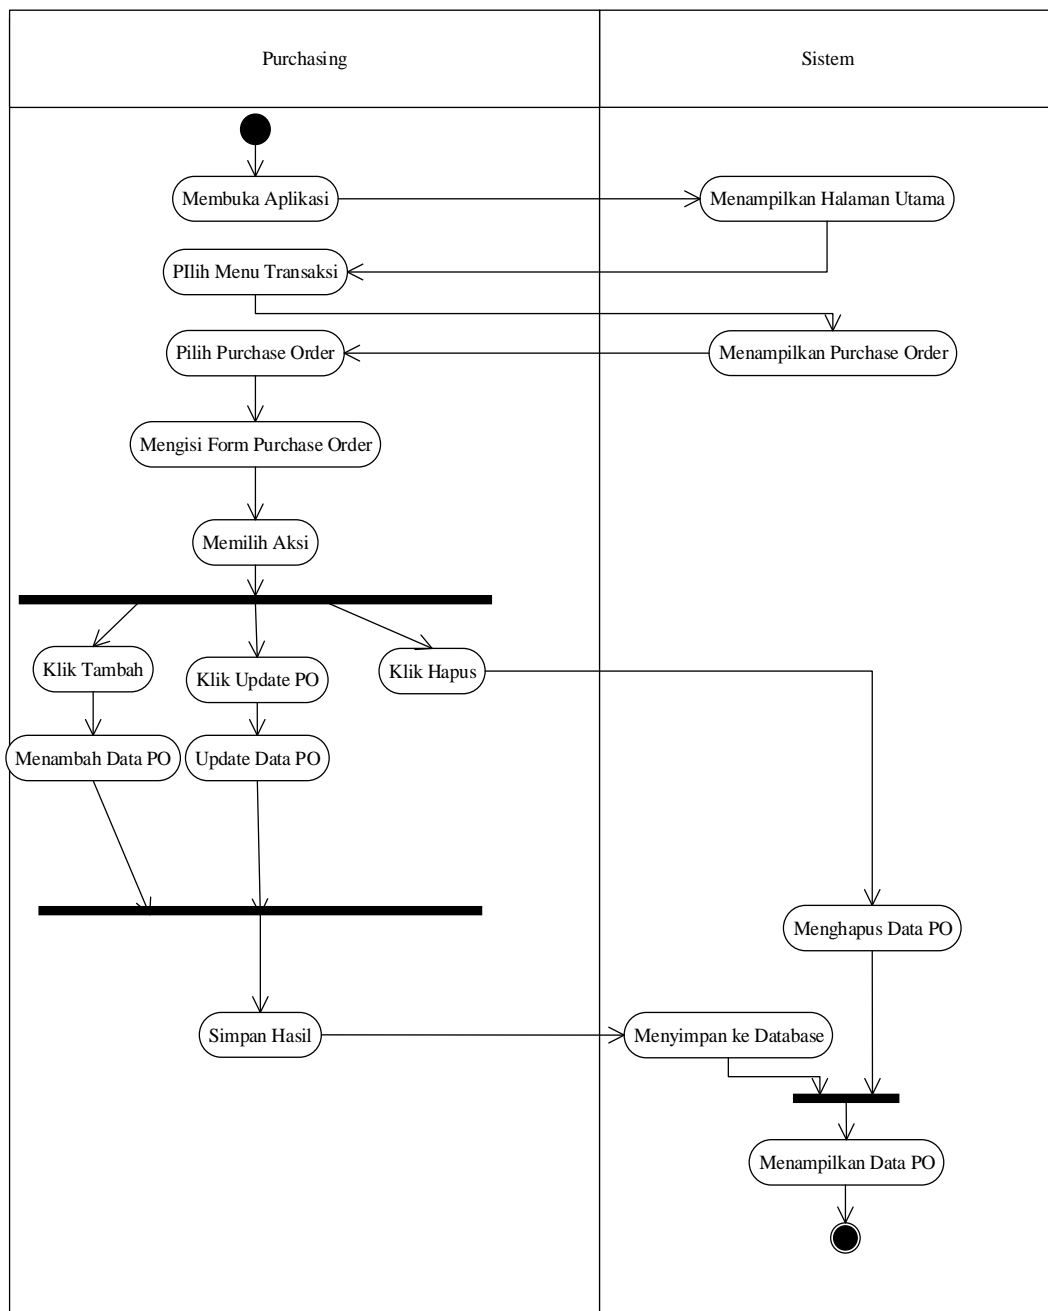 Purchasing
Sistem
Membuka Aplikasi
Menampilkan Halaman Utama
PIlih Menu Transaksi
Pilih Purchase Order
Menampilkan Purchase Order
Mengisi Form Purchase Order
Memilih Aksi
Klik Tambah
Klik Update PO
Klik Hapus
Menambah Data PO
Update Data PO
Menghapus Data PO
Simpan Hasil
Menyimpan ke Database
Menampilkan Data PO